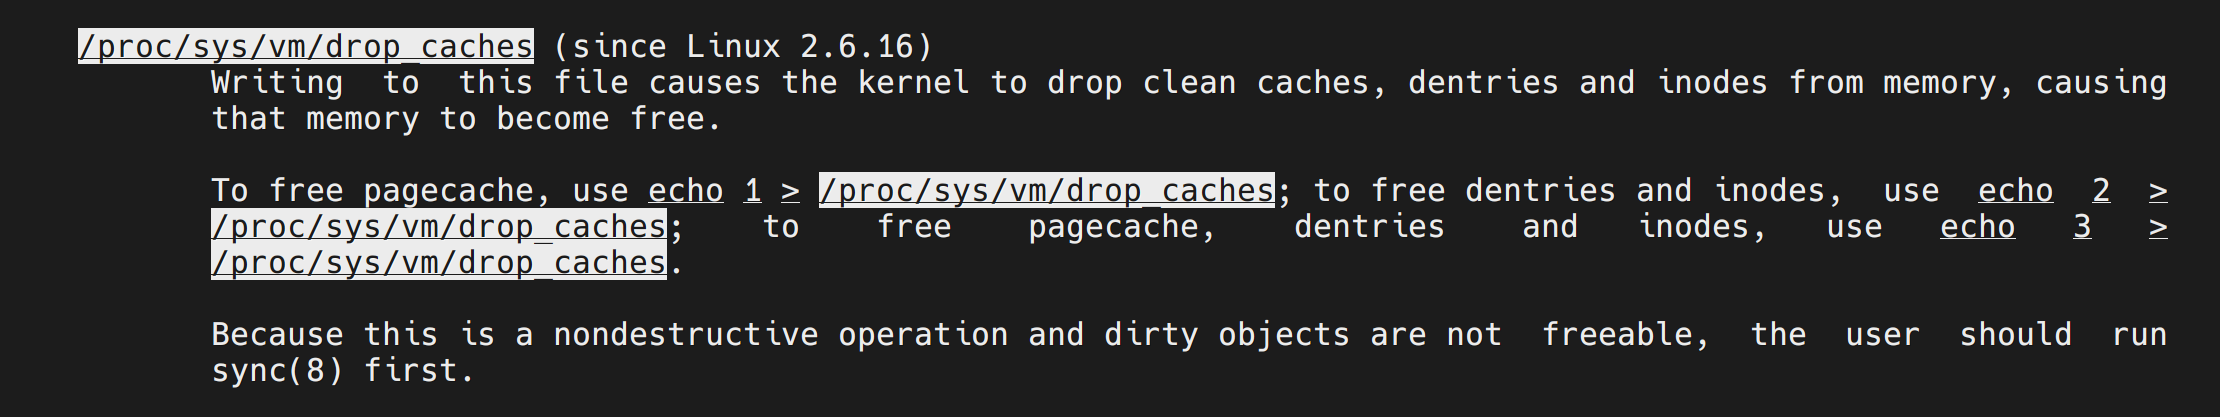 /proc/sys/vm/drop_caches (since Linux 2.6.16)
Writing to this file causes the kernel to drop clean caches, dentries and inodes from memory, causing
that memory to become free.
To free pagecache, use echo 1 > /proc/sys/vm/drop_caches; to free dentries and inodes, use echo 2 >
/proc/sys/vm/drop_caches; to free pagecache, dentries and inodes, use echo 3 >
/proc/sys/vm/drop_caches.
Because this is a nondestructive operation and dirty objects are not freeable, the user should run
sync(8) first.